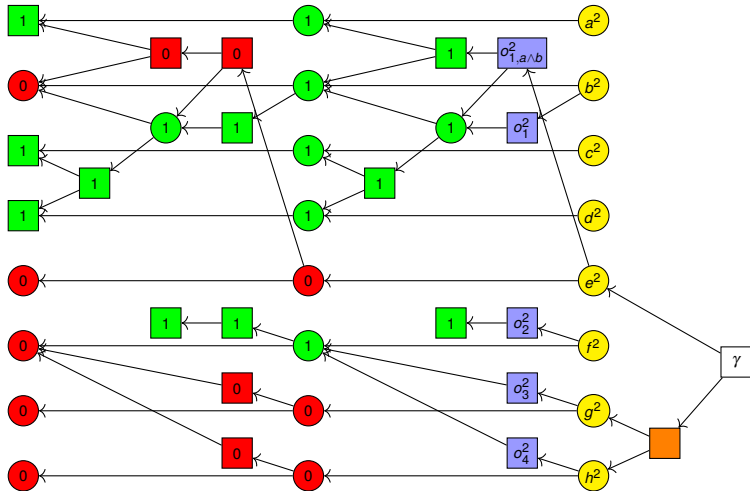 1 1 a²
0 0 1 o²₁,ₐ∧b
0 1 b²
1 1 1 o²₁
1 1 c²
1 1
1 1 d²
0 0 e²
1 1 1 o²₂
0 1 f²
γ
0 o²₃
0 0 g²
0 o²₄
0 0 h²